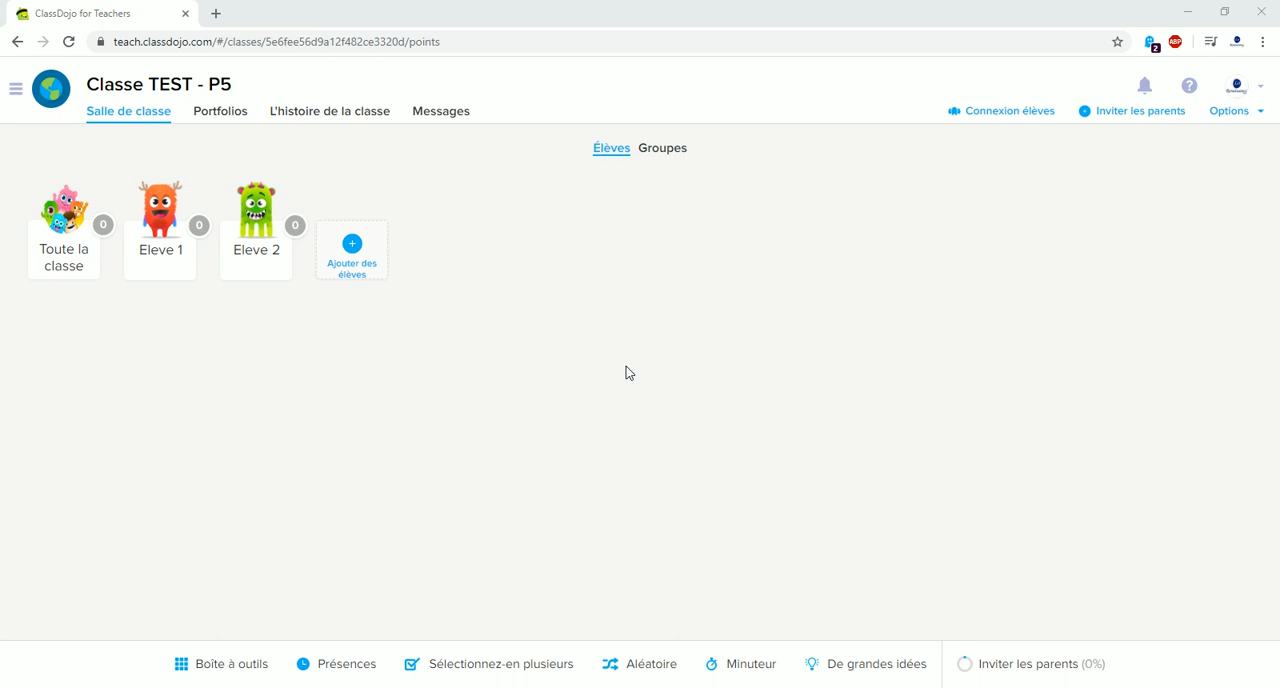 ClassDojo for Teachers
teach.classdojo.com/#/classes/5e6fee56d9a12f482ce3320d/points
2
ABP
Classe TEST - P5
Salle de classe Portfolios L'histoire de la classe Messages
Connexion élèves Inviter les parents Options
Élèves Groupes
0 0 0
Toute la classe
Eleve 1
Eleve 2
Ajouter des
élèves
Boîte à outils Présences Sélectionnez-en plusieurs Aléatoire Minuteur De grandes idées Inviter les parents (0%)